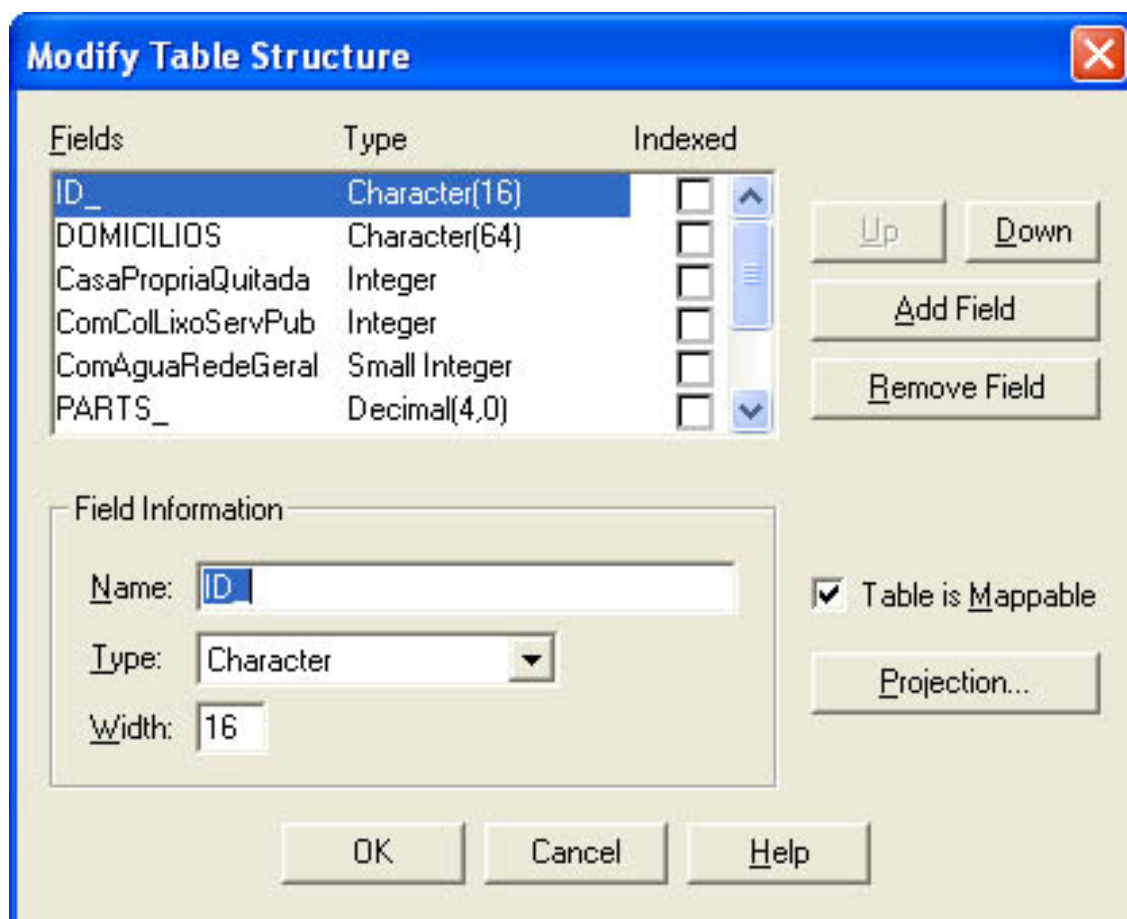 Modify Table Structure
Fields Type Indexed
ID_ Character(16)
DOMICILIOS Character(64)
CasaPropriaQuitada Integer
ComColLixoServPub Integer
ComAguaRedeGeral Small Integer
PARTS_ Decimal(4,0)
Up Down
Add Field
Remove Field
Field Information
Name: ID_
Type: Character
Width: 16
Table is Mappable
Projection...
OK Cancel Help